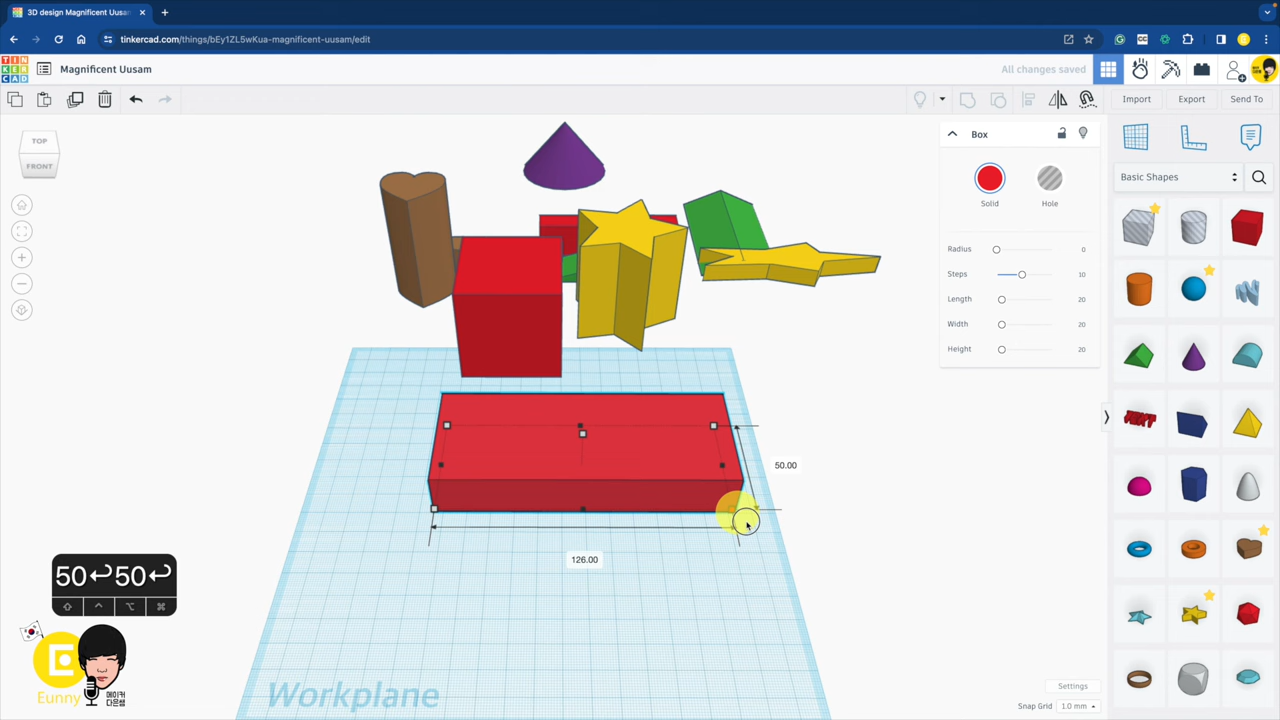 3D design Magnificent Uusa
tinkercad.com/things/bEy1ZL5wKua-magnificent-uusam/edit
TIN
KER
CAD
Magnificent Uusam
All changes saved
Import
Export
Send To
TOP
FRONT
Box
Solid
Hole
Radius 0
Steps 10
Length 20
Width 20
Height 20
Basic Shapes
50.00
126.00
50↩50↩
Eunny
메이커
다은쌤
Workplane
Settings
Snap Grid 1.0 mm